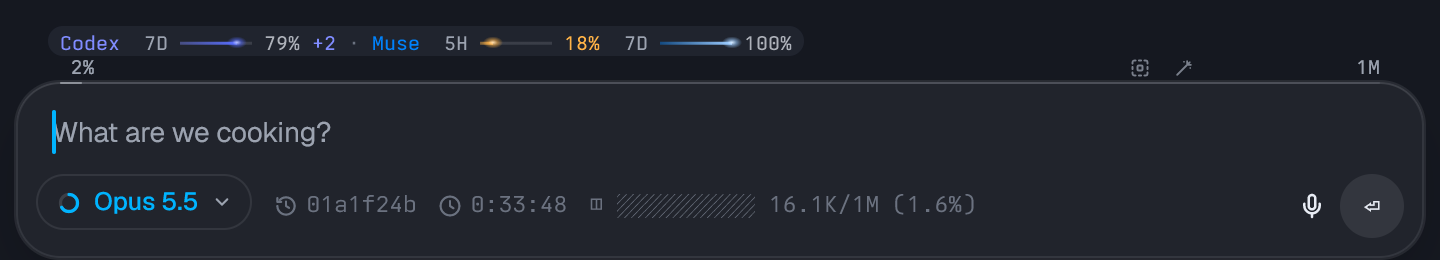 Codex 7D 79% +2 · Muse 5H 18% 7D 100%
2% 1M
What are we cooking?
Opus 5.5 01a1f24b 0:33:48 16.1K/1M (1.6%)